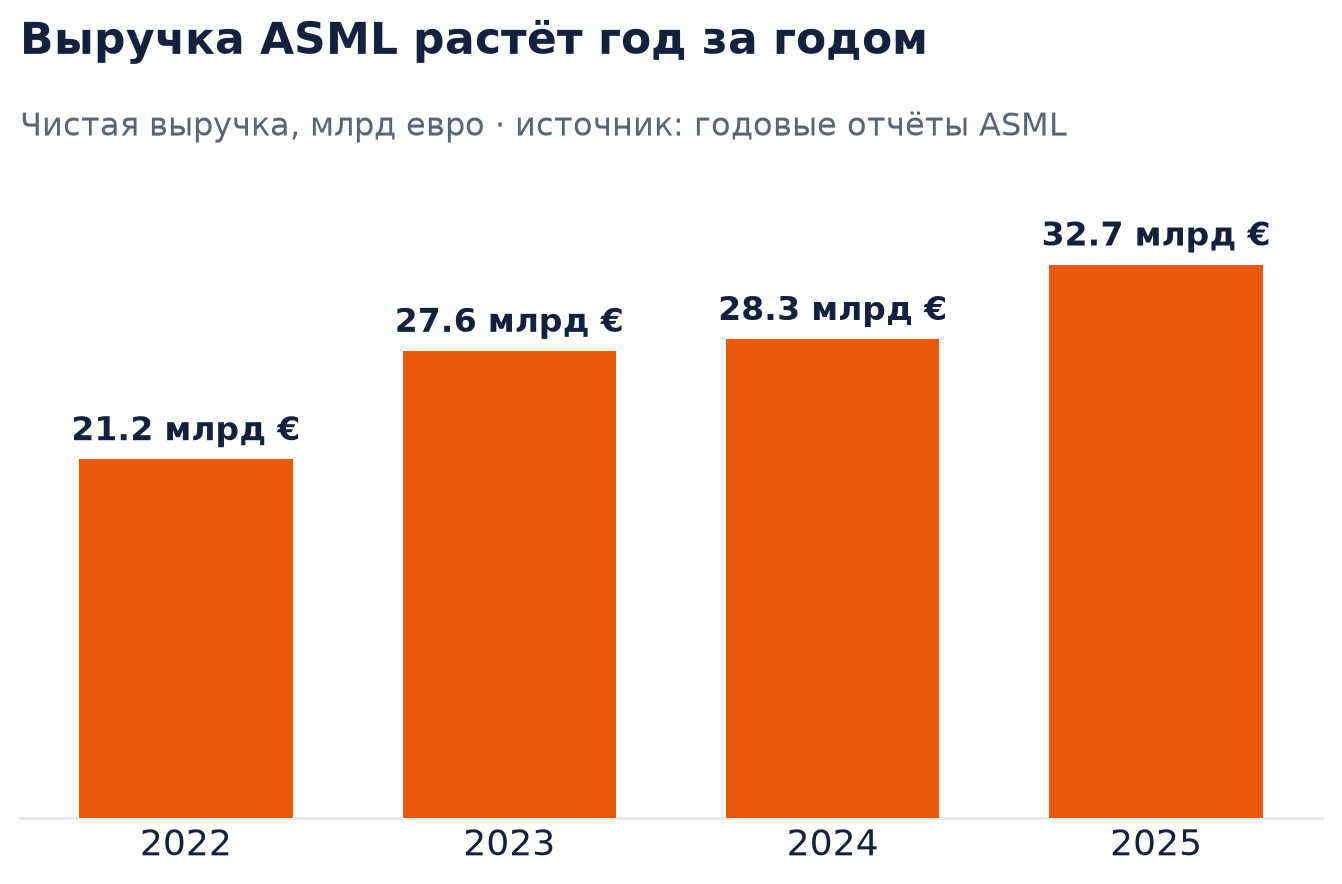 Выручка ASML растёт год за годом
Чистая выручка, млрд евро · источник: годовые отчёты ASML
21.2 млрд €
27.6 млрд €
28.3 млрд €
32.7 млрд €
2022
2023
2024
2025